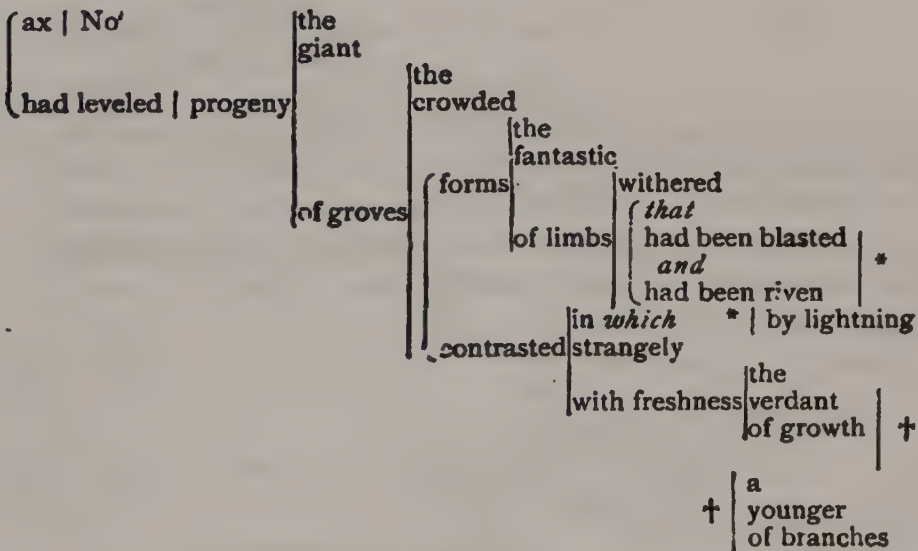 ax | No' the
giant
had leveled | progeny the
crowded
the
fantastic
forms withered
of groves that
of limbs had been blasted *
and
had been riven
in which * | by lightning
contrasted strangely
the
with freshness verdant
of growth †
a
† younger
of branches